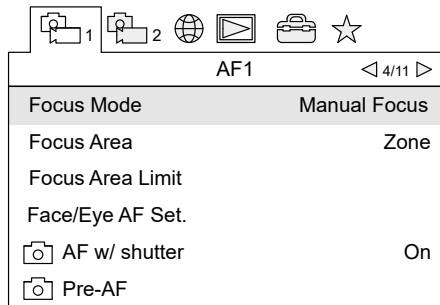 1 2
AF1 4/11
Focus Mode Manual Focus
Focus Area Zone
Focus Area Limit
Face/Eye AF Set.
AF w/ shutter On
Pre-AF